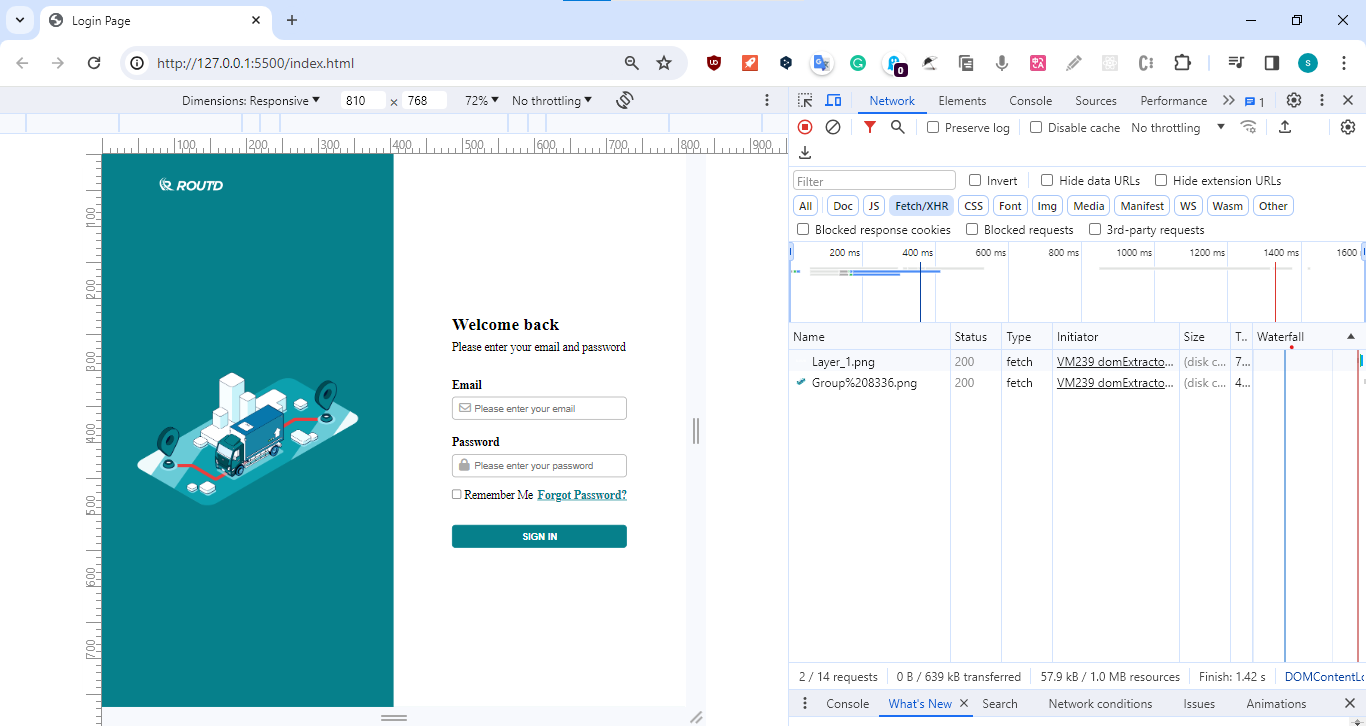 Login Page
http://127.0.0.1:5500/index.html
0
S
Dimensions: Responsive 810 × 768 72% No throttling
Network Elements Console Sources Performance 1
Preserve log Disable cache No throttling
Filter Invert Hide data URLs Hide extension URLs
All Doc JS Fetch/XHR CSS Font Img Media Manifest WS Wasm Other
Blocked response cookies Blocked requests 3rd-party requests
200 ms 400 ms 600 ms 800 ms 1000 ms 1200 ms 1400 ms 1600
Name Status Type Initiator Size T.. Waterfall
Layer_1.png 200 fetch VM239 domExtracto... (disk c... 7...
Group%208336.png 200 fetch VM239 domExtracto... (disk c... 4...
2 / 14 requests 0 B / 639 kB transferred 57.9 kB / 1.0 MB resources Finish: 1.42 s DOMContentLo
Console What's New Search Network conditions Issues Animations
100 200 300 400 500 600 700 800 900
100
200
300
400
500
600
700
ROUTD
Welcome back
Please enter your email and password
Email
Please enter your email
Password
Please enter your password
Remember Me Forgot Password?
SIGN IN